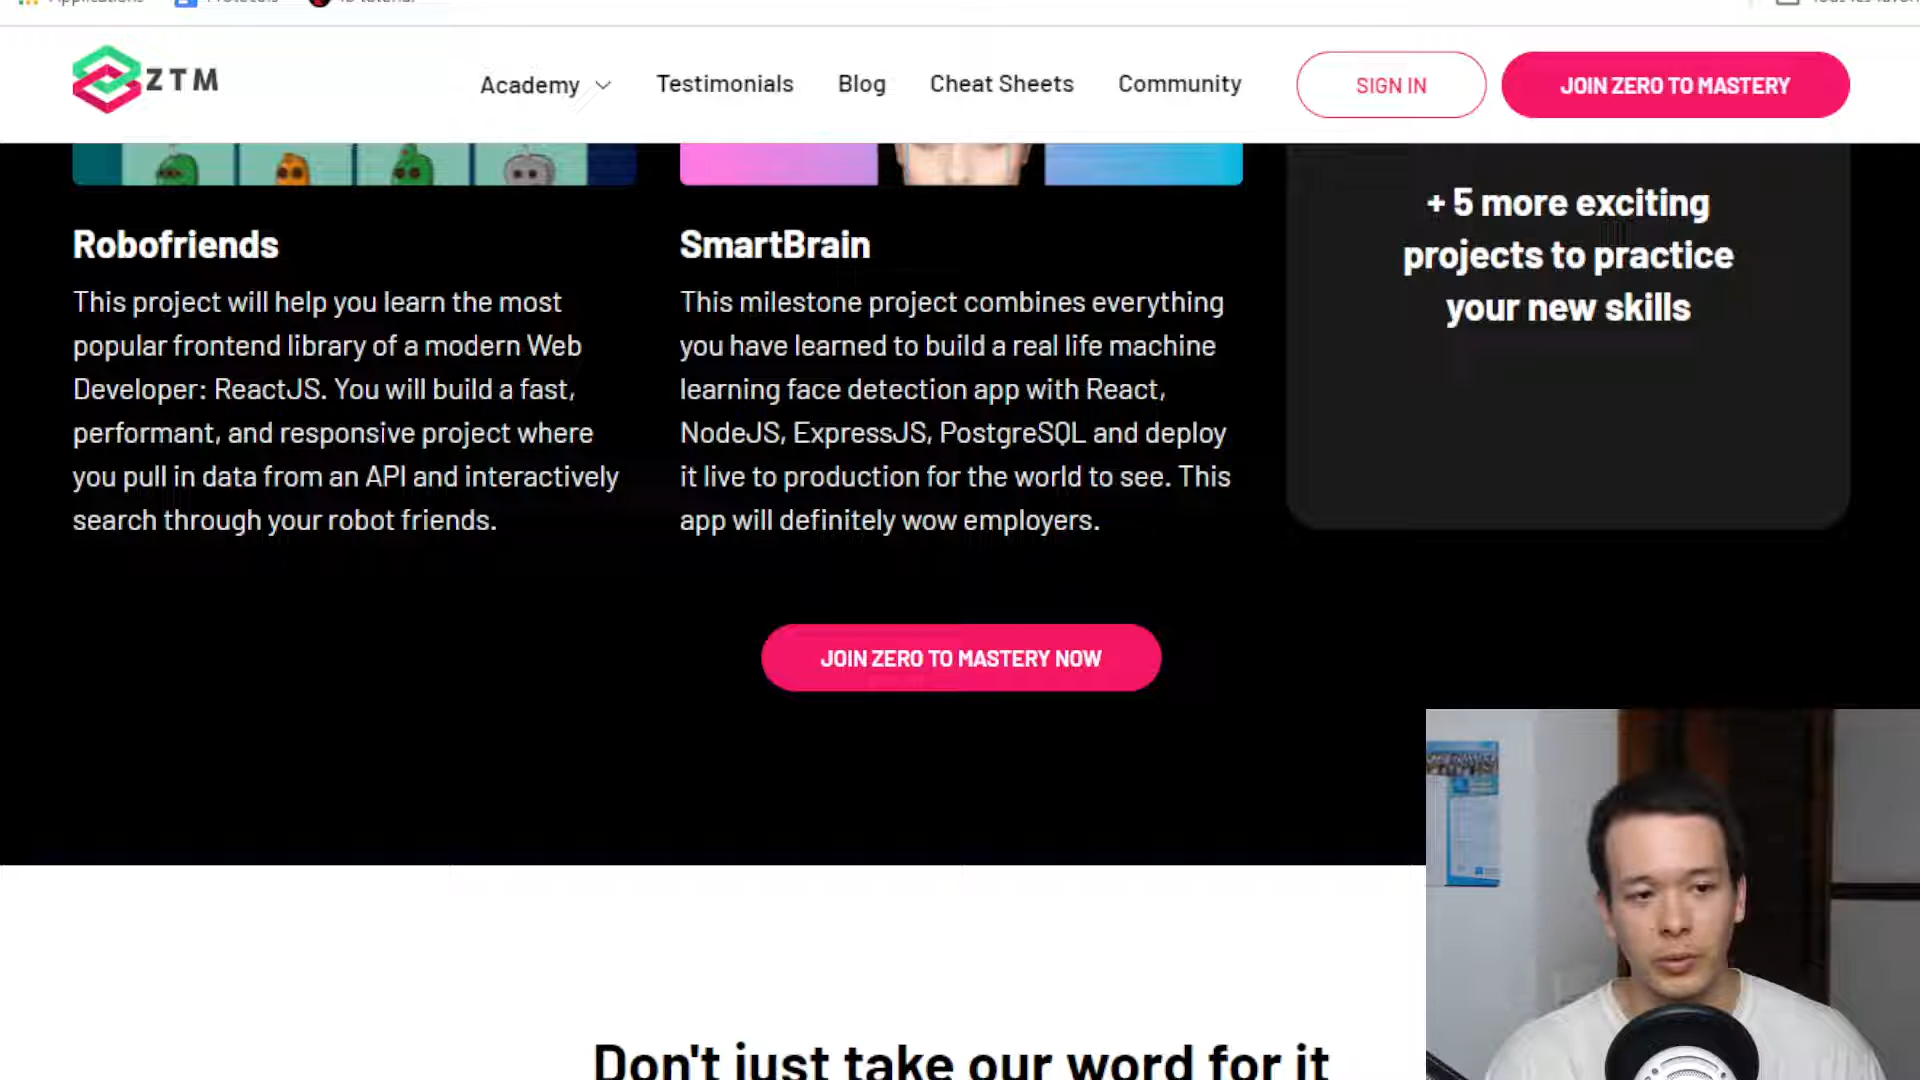 ZTM
Academy
Testimonials
Blog
Cheat Sheets
Community
SIGN IN
JOIN ZERO TO MASTERY
Robofriends
This project will help you learn the most
popular frontend library of a modern Web
Developer: ReactJS. You will build a fast,
performant, and responsive project where
you pull in data from an API and interactively
search through your robot friends.
SmartBrain
This milestone project combines everything
you have learned to build a real life machine
learning face detection app with React,
NodeJS, ExpressJS, PostgreSQL and deploy
it live to production for the world to see. This
app will definitely wow employers.
+ 5 more exciting
projects to practice
your new skills
JOIN ZERO TO MASTERY NOW
Don't just take our word for it